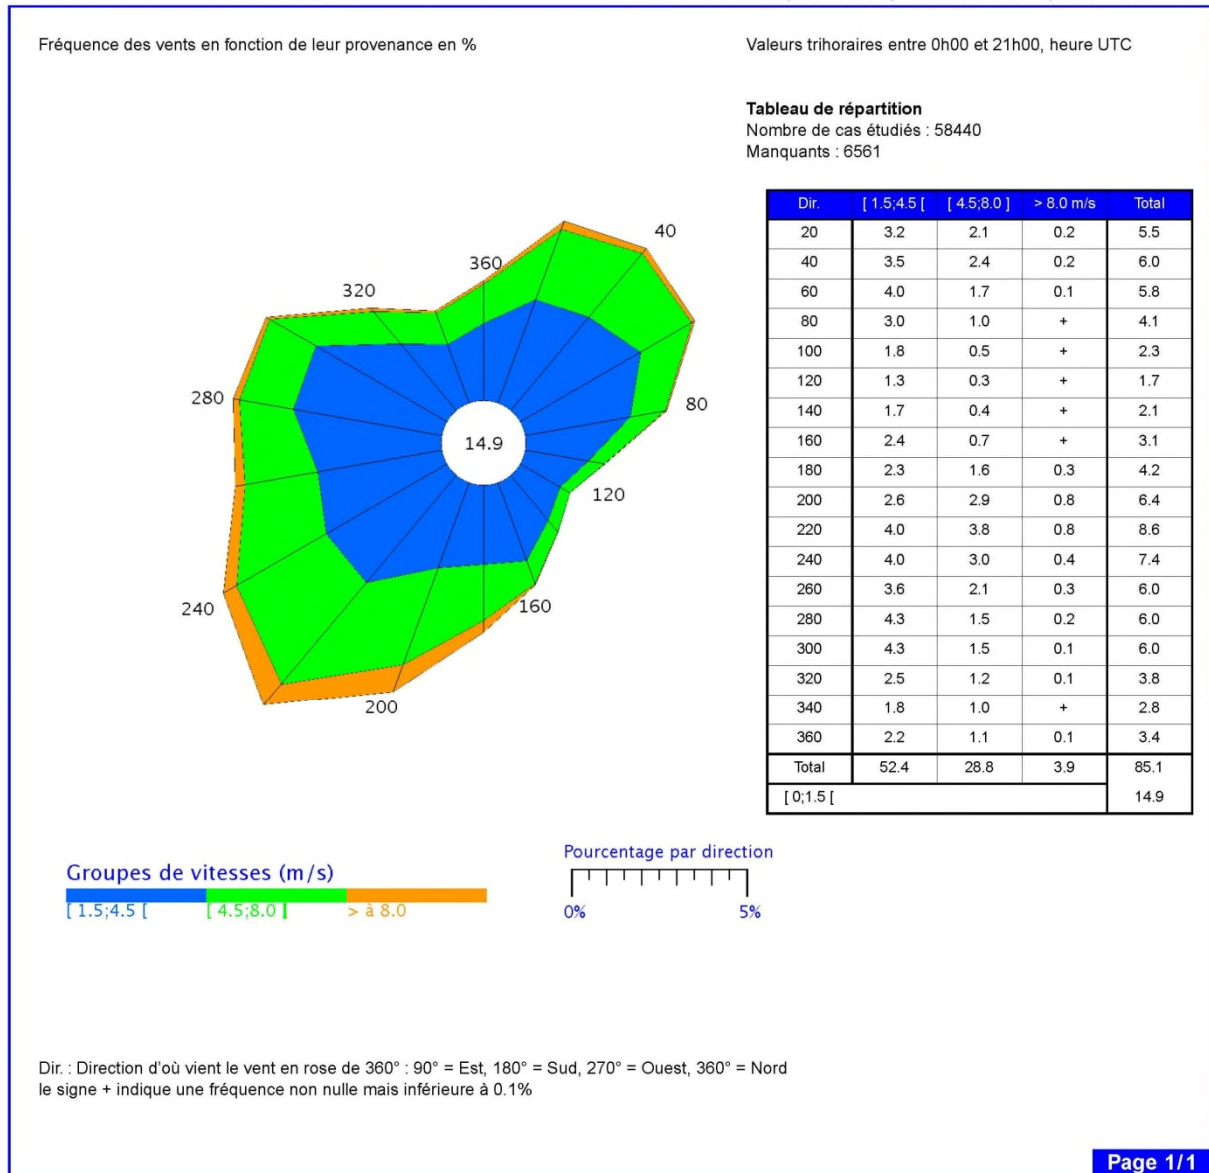 Fréquence des vents en fonction de leur provenance en %
Valeurs trihoraires entre 0h00 et 21h00, heure UTC
Tableau de répartition
Nombre de cas étudiés : 58440
Manquants : 6561
40
360
320
280
80
14.9
120
160
240
200
Dir. [ 1.5;4.5 [ [ 4.5;8.0 ] > 8.0 m/s Total
20 3.2 2.1 0.2 5.5
40 3.5 2.4 0.2 6.0
60 4.0 1.7 0.1 5.8
80 3.0 1.0 + 4.1
100 1.8 0.5 + 2.3
120 1.3 0.3 + 1.7
140 1.7 0.4 + 2.1
160 2.4 0.7 + 3.1
180 2.3 1.6 0.3 4.2
200 2.6 2.9 0.8 6.4
220 4.0 3.8 0.8 8.6
240 4.0 3.0 0.4 7.4
260 3.6 2.1 0.3 6.0
280 4.3 1.5 0.2 6.0
300 4.3 1.5 0.1 6.0
320 2.5 1.2 0.1 3.8
340 1.8 1.0 + 2.8
360 2.2 1.1 0.1 3.4
Total 52.4 28.8 3.9 85.1
[ 0;1.5 [ 14.9
Groupes de vitesses (m/s)
[ 1.5;4.5 [ [ 4.5;8.0 ] > à 8.0
Pourcentage par direction
0% 5%
Dir. : Direction d'où vient le vent en rose de 360° : 90° = Est, 180° = Sud, 270° = Ouest, 360° = Nord
le signe + indique une fréquence non nulle mais inférieure à 0.1%
Page 1/1